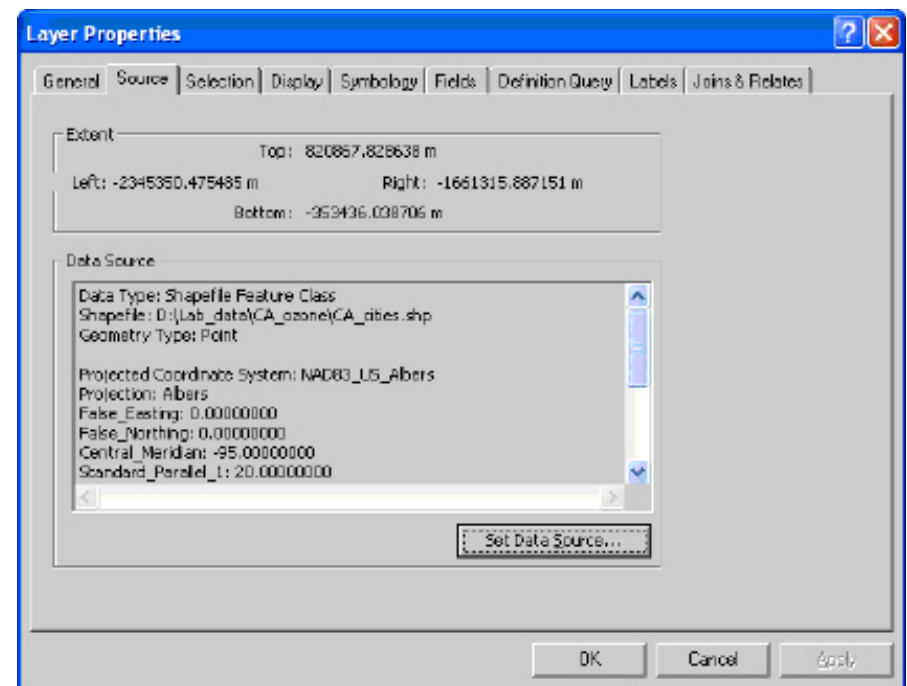 Layer Properties
General Source Selection Display Symbology Fields Definition Query Labels Joins & Relates
Extent
Top: 820867.828638 m
Left: -2345350.475485 m Right: -1661315.887151 m
Bottom: -353436.038706 m
Data Source
Data Type: Shapefile Feature Class
Shapefile: D:\Lab_data\CA_ozone\CA_cities.shp
Geometry Type: Point
Projected Coordinate System: NAD83_US_Albers
Projection: Albers
False_Easting: 0.00000000
False_Northing: 0.00000000
Central_Meridian: -95.00000000
Standard_Parallel_1: 20.00000000
Set Data Source...
OK Cancel Apply